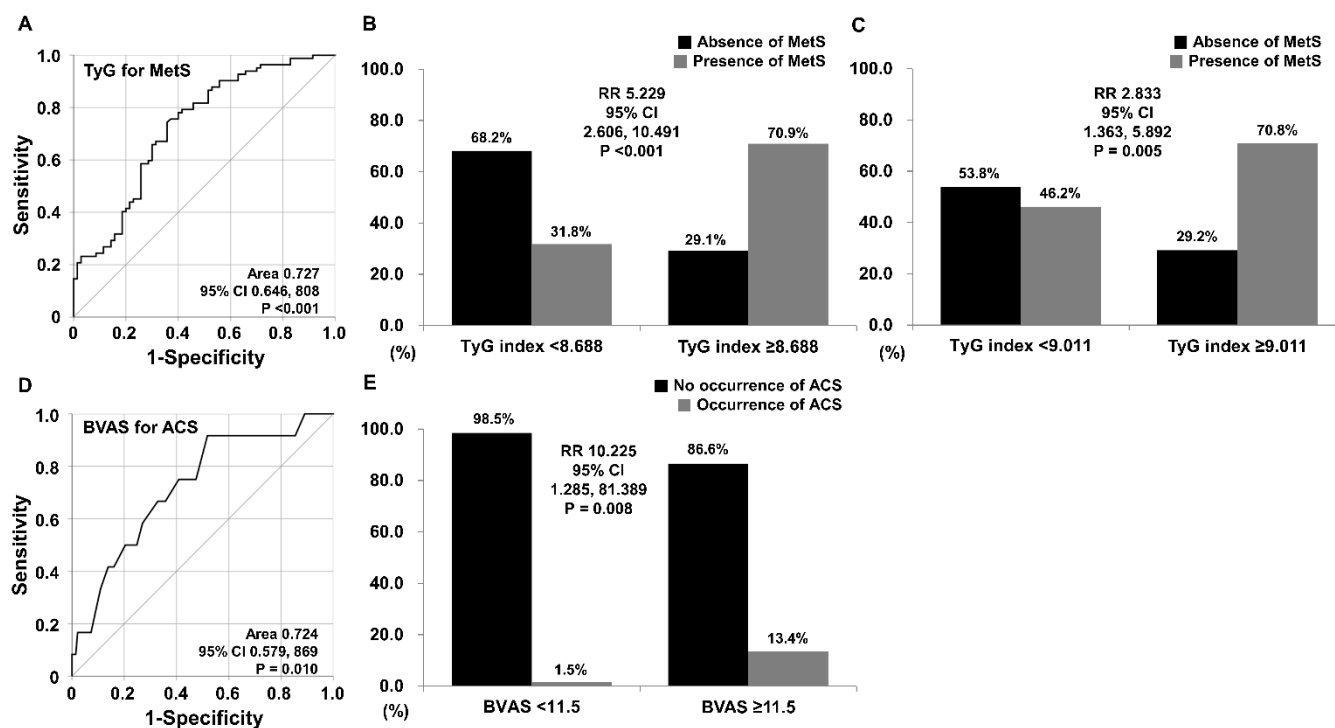 A
TyG for MetS
Sensitivity
1.0
0.8
0.6
0.4
0.2
0
Area 0.727
95% CI 0.646, 808
P <0.001
0 0.2 0.4 0.6 0.8 1.0
1-Specificity
B
Absence of MetS
Presence of MetS
100.0
80.0
60.0
40.0
20.0
0.0
(%)
RR 5.229
95% CI
2.606, 10.491
P <0.001
68.2%
31.8%
29.1%
70.9%
TyG index <8.688
TyG index ≥8.688
C
Absence of MetS
Presence of MetS
100.0
80.0
60.0
40.0
20.0
0.0
(%)
RR 2.833
95% CI
1.363, 5.892
P = 0.005
53.8%
46.2%
29.2%
70.8%
TyG index <9.011
TyG index ≥9.011
D
BVAS for ACS
Sensitivity
1.0
0.8
0.6
0.4
0.2
0
Area 0.724
95% CI 0.579, 869
P = 0.010
0 0.2 0.4 0.6 0.8 1.0
1-Specificity
E
No occurrence of ACS
Occurrence of ACS
100.0
80.0
60.0
40.0
20.0
0.0
(%)
RR 10.225
95% CI
1.285, 81.389
P = 0.008
98.5%
1.5%
86.6%
13.4%
BVAS <11.5
BVAS ≥11.5